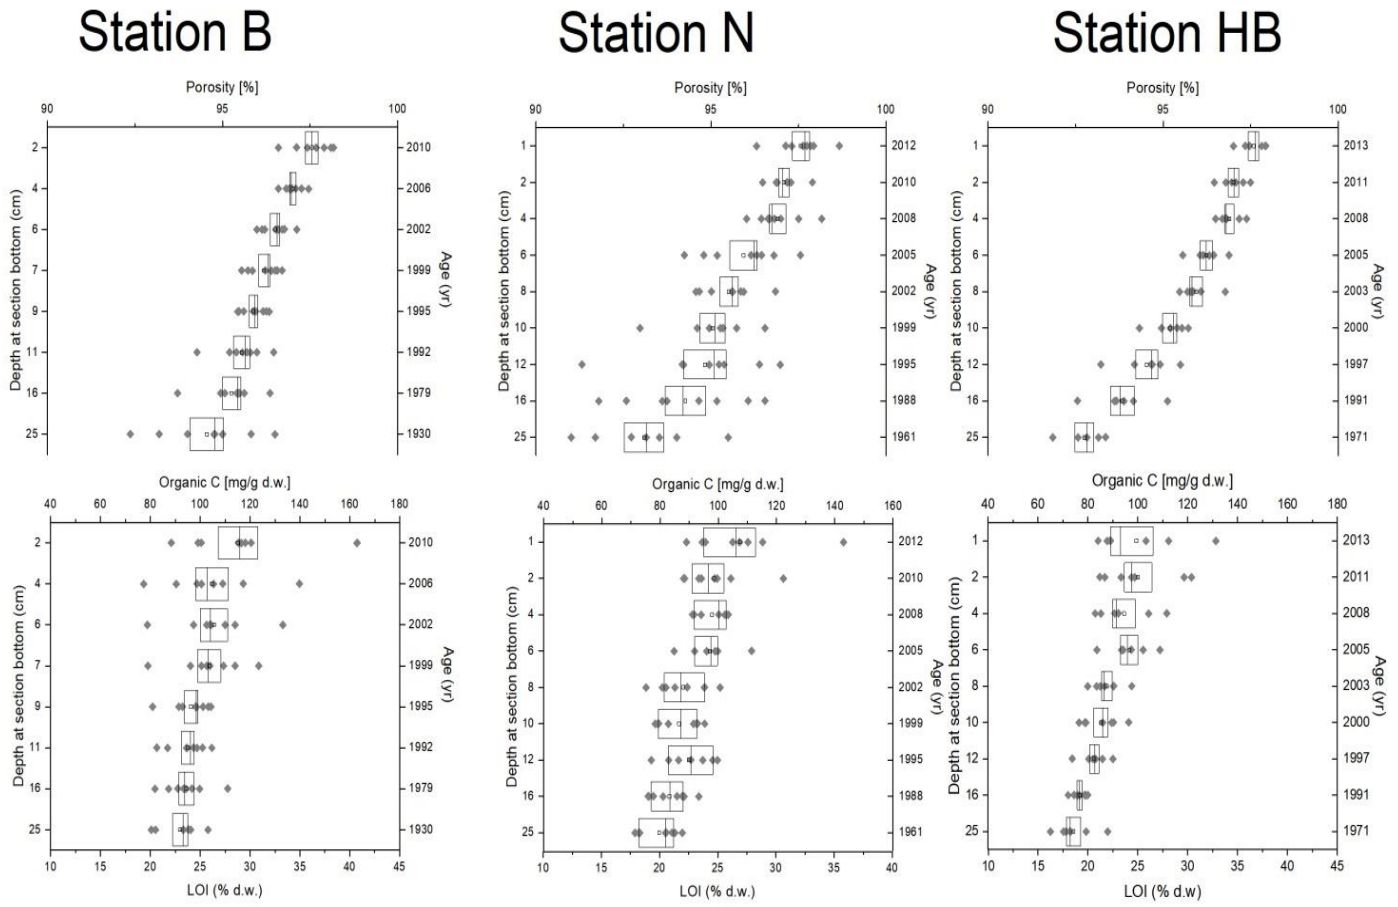 Station B
Station N
Station HB
Porosity [%]
90 95 100
Depth at section bottom (cm)
2 2010
4 2006
6 2002
7 1999
9 1995
11 1992
16 1979
25 1930
Age (yr)
Porosity [%]
90 95 100
Depth at section bottom (cm)
1 2012
2 2010
4 2008
6 2005
8 2002
10 1999
12 1995
16 1988
25 1961
Age (yr)
Porosity [%]
90 95 100
Depth at section bottom (cm)
1 2013
2 2011
4 2008
6 2005
8 2003
10 2000
12 1997
16 1991
25 1971
Age (yr)
Organic C [mg/g d.w.]
40 60 80 100 120 140 160 180
Depth at section bottom (cm)
2 2010
4 2006
6 2002
7 1999
9 1995
11 1992
16 1979
25 1930
Age (yr)
10 15 20 25 30 35 40 45
LOI (% d.w.)
Organic C [mg/g d.w.]
40 60 80 100 120 140 160
Depth at section bottom (cm)
1 2012
2 2010
4 2008
6 2005
8 2002
10 1999
12 1995
16 1988
25 1961
Age (yr)
10 15 20 25 30 35 40
LOI (% d.w.)
Organic C [mg/g d.w.]
40 60 80 100 120 140 160 180
Depth at section bottom (cm)
1 2013
2 2011
4 2008
6 2005
8 2003
10 2000
12 1997
16 1991
25 1971
Age (yr)
10 15 20 25 30 35 40 45
LOI (% d.w)